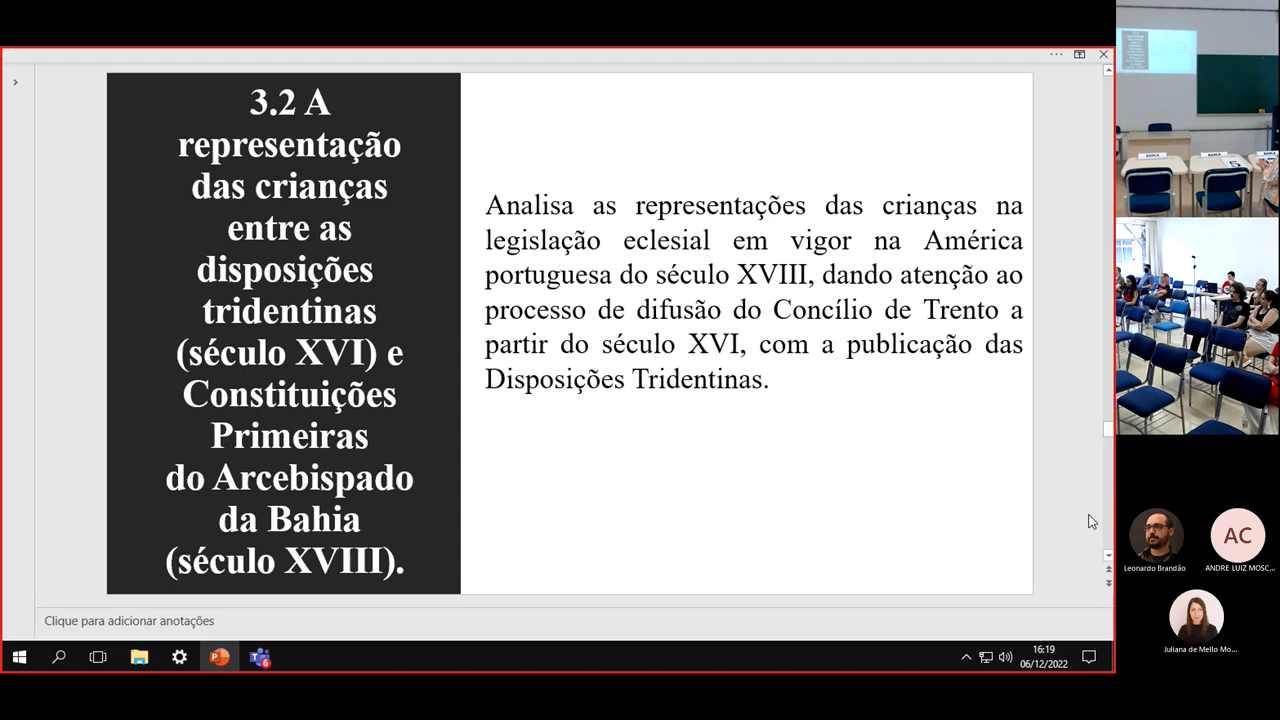 3.2 A
representação
das crianças
entre as
disposições
tridentinas
(século XVI) e
Constituições
Primeiras
do Arcebispado
da Bahia
(século XVIII).
Analisa as representações das crianças na
legislação eclesial em vigor na América
portuguesa do século XVIII, dando atenção ao
processo de difusão do Concílio de Trento a
partir do século XVI, com a publicação das
Disposições Tridentinas.
Clique para adicionar anotações
16:19
06/12/2022
BANCA
BANCA
AC
Leonardo Brandão
ANDRE LUIZ MOSC...
Juliana de Mello Mo...